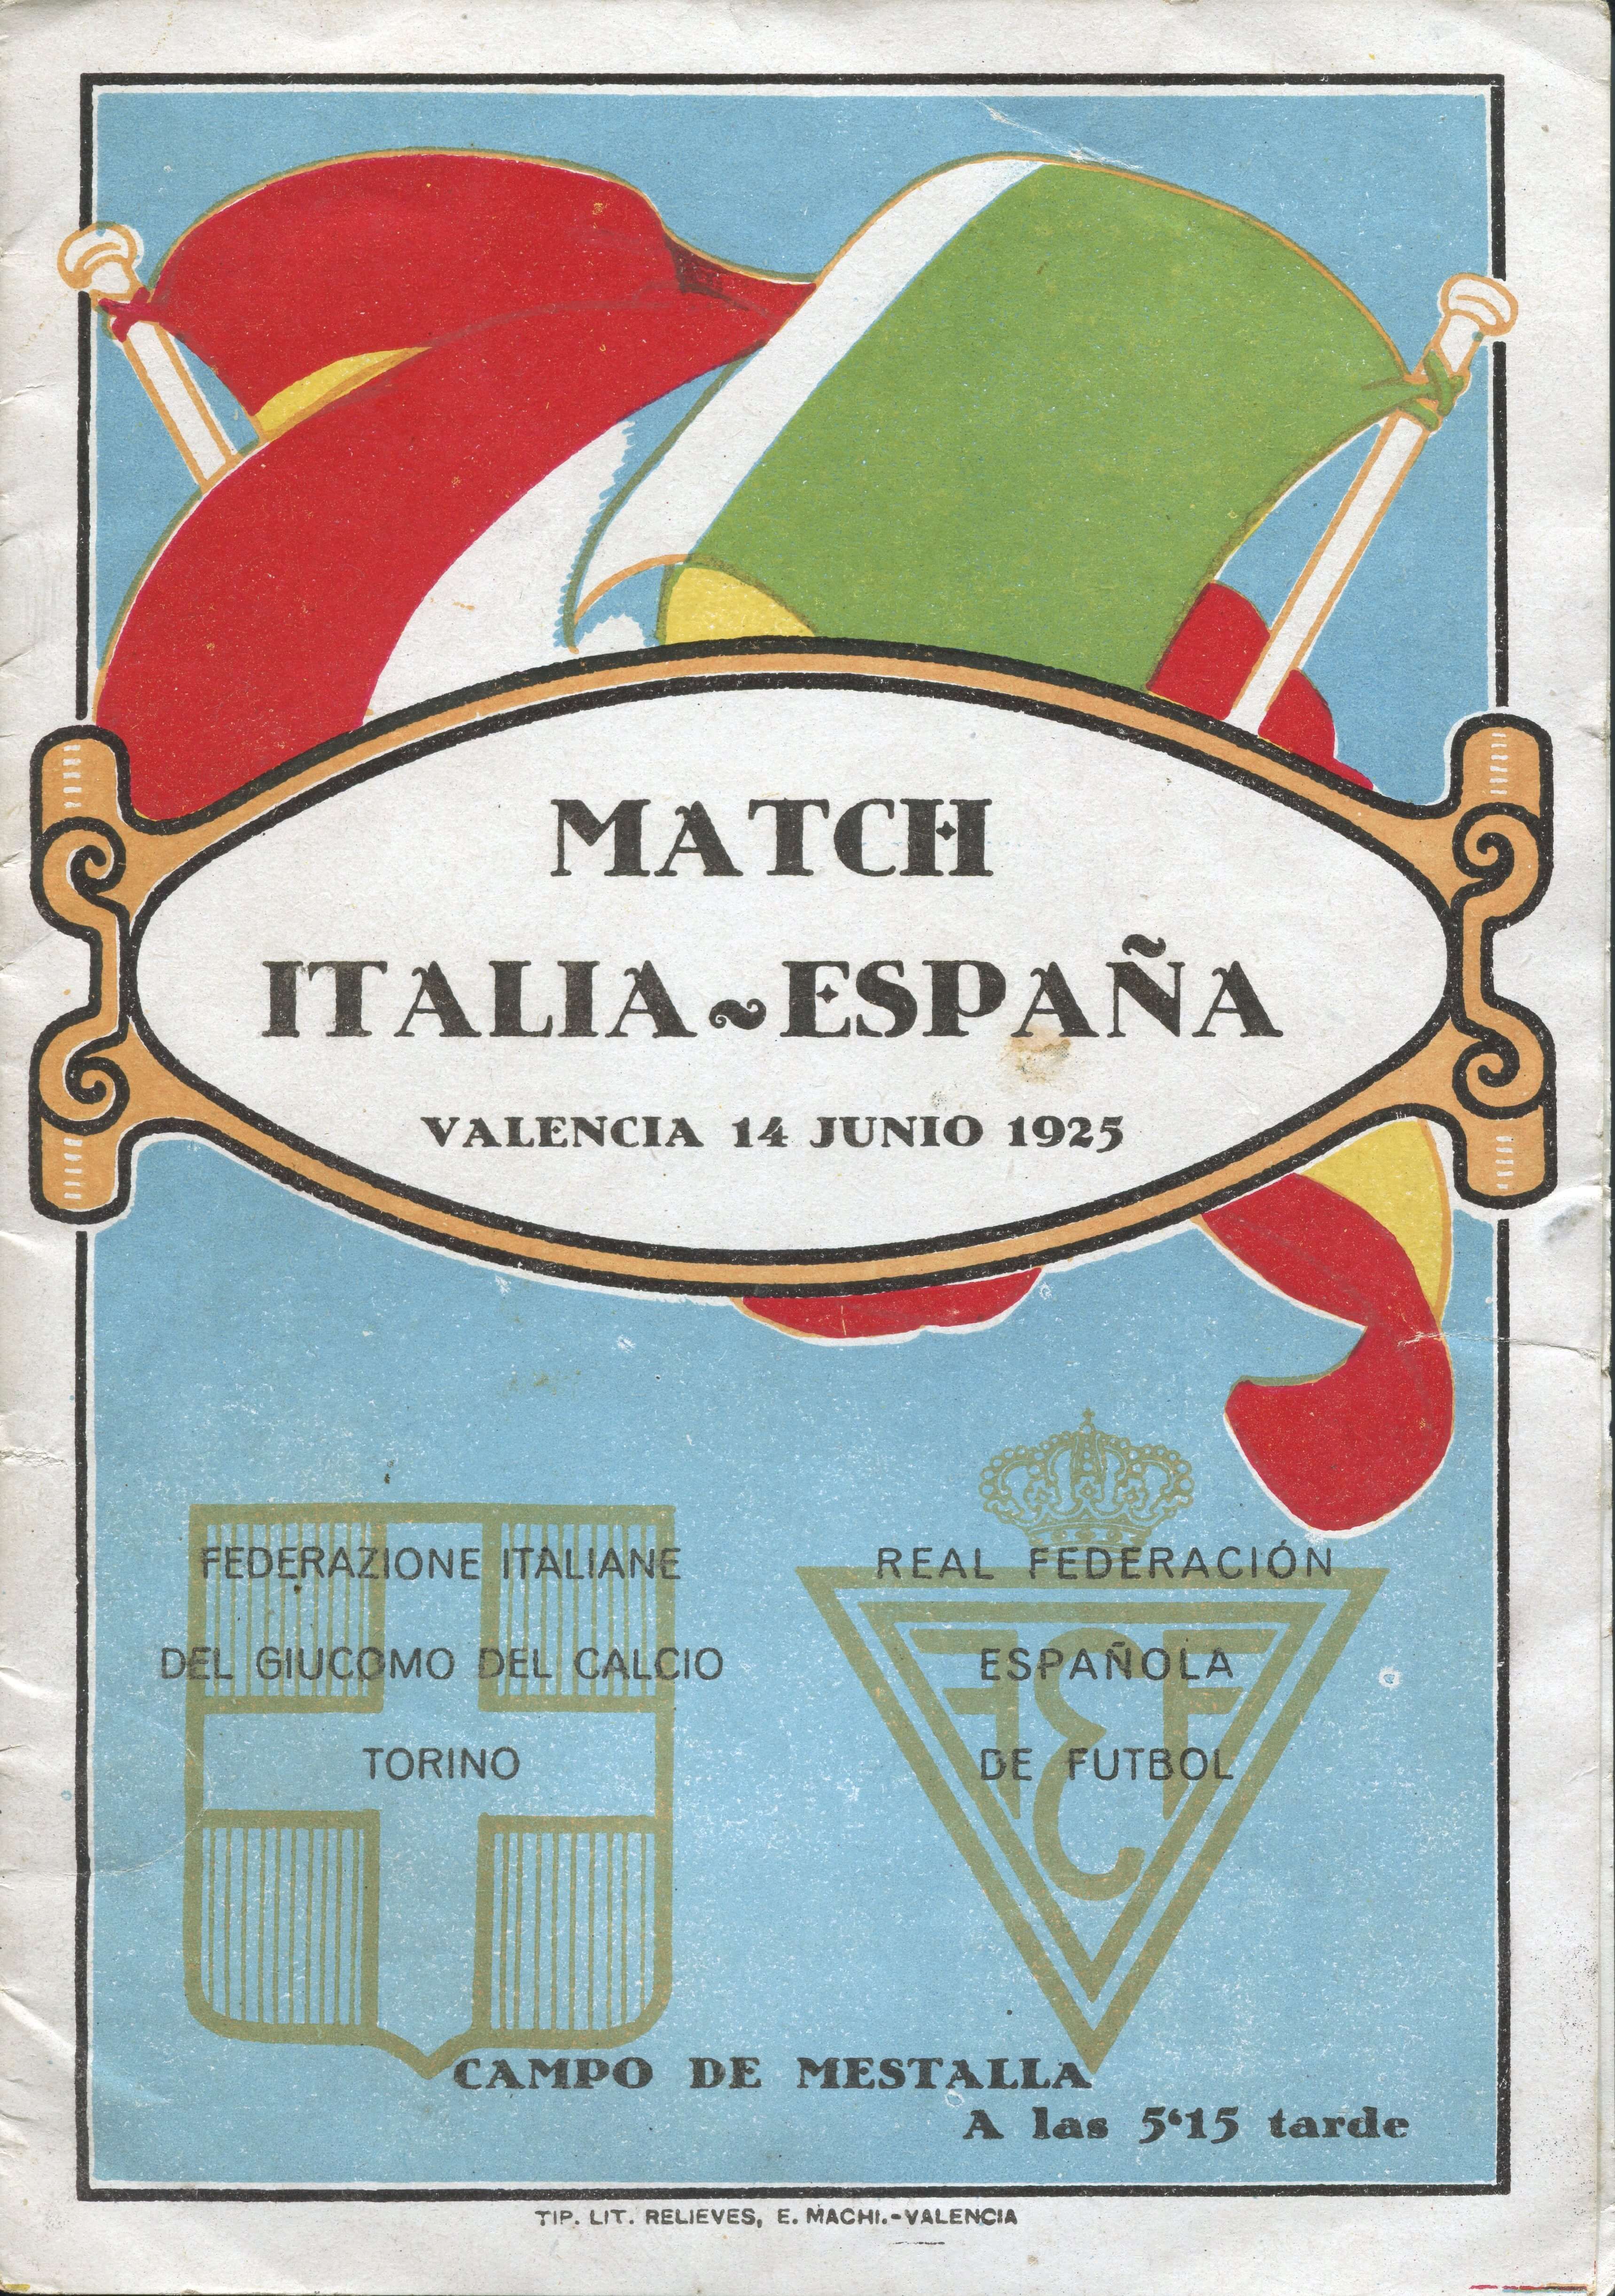 MATCH
ITALIA~ESPAÑA
VALENCIA 14 JUNIO 1925
FEDERAZIONE ITALIANE
DEL GIUCOMO DEL CALCIO
TORINO
REAL FEDERACIÓN
ESPAÑOLA
DE FUTBOL
FEF
CAMPO DE MESTALLA
A las 5'15 tarde
TIP. LIT. RELIEVES, E. MACHI.-VALENCIA